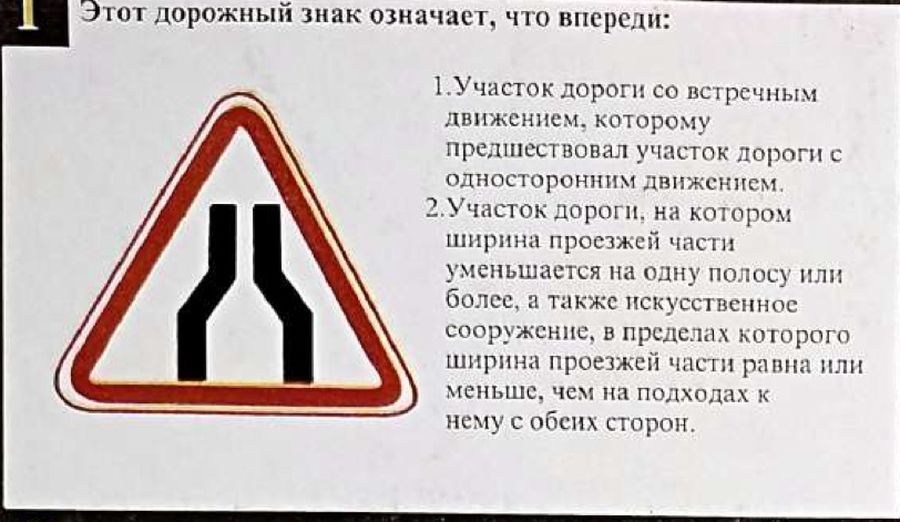 1
Этот дорожный знак означает, что впереди:
1.Участок дороги со встречным
движением, которому
предшествовал участок дороги с
односторонним движением.
2.Участок дороги, на котором
ширина проезжей части
уменьшается на одну полосу или
более, а также искусственное
сооружение, в пределах которого
ширина проезжей части равна или
меньше, чем на подходах к
нему с обеих сторон.